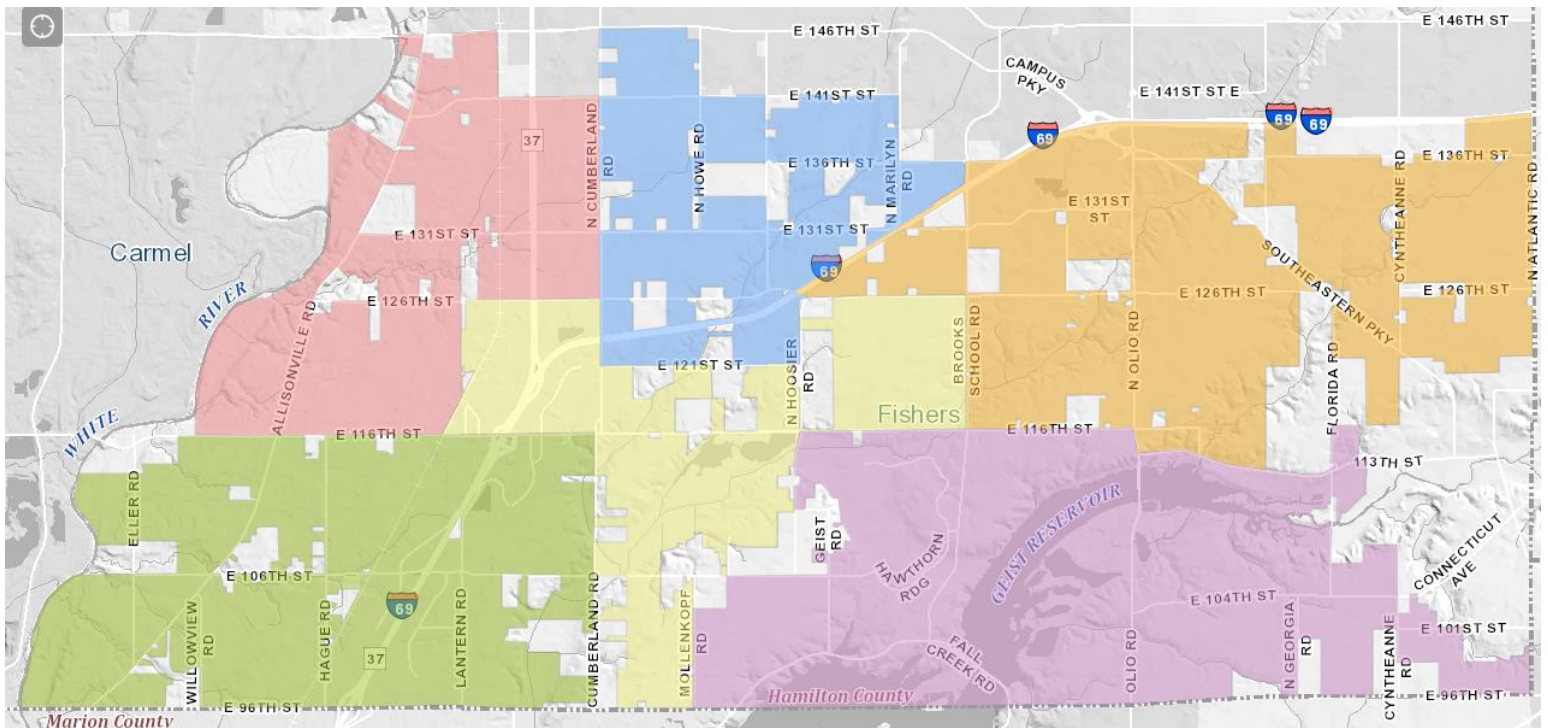 E 146TH ST
E 146TH ST
CAMPUS
PKY
E 141ST ST
E 141ST ST E
69
69
69
37
N CUMBERLAND
RD
N HOWE RD
E 136TH ST
N MARILYN
RD
E 136TH ST
CYNTHEANNE RD
N ATLANTIC RD
E 131ST
ST
E 131ST ST
E 131ST ST
Carmel
69
SOUTHEASTERN PKY
RIVER
E 126TH ST
E 126TH ST
E 126TH ST
ALLISONVILLE RD
N HOOSIER
RD
BROOKS
SCHOOL RD
N OLIO RD
E 121ST ST
FLORIDA RD
WHITE
Fishers
E 116TH ST
E 116TH ST
113TH ST
ELLER RD
GEIST
RD
GEIST RESERVOIR
HAWTHORN
RDG
CONNECTICUT
AVE
E 106TH ST
69
E 104TH ST
WILLOWVIEW
RD
HAGUE RD
LANTERN RD
CUMBERLAND RD
MOLLENKOPF
RD
FALL
CREEK RD
OLIO RD
N GEORGIA
RD
CYNTHEANNE
RD
E 101ST ST
37
Hamilton County
E 96TH ST
E 96TH ST
Marion County